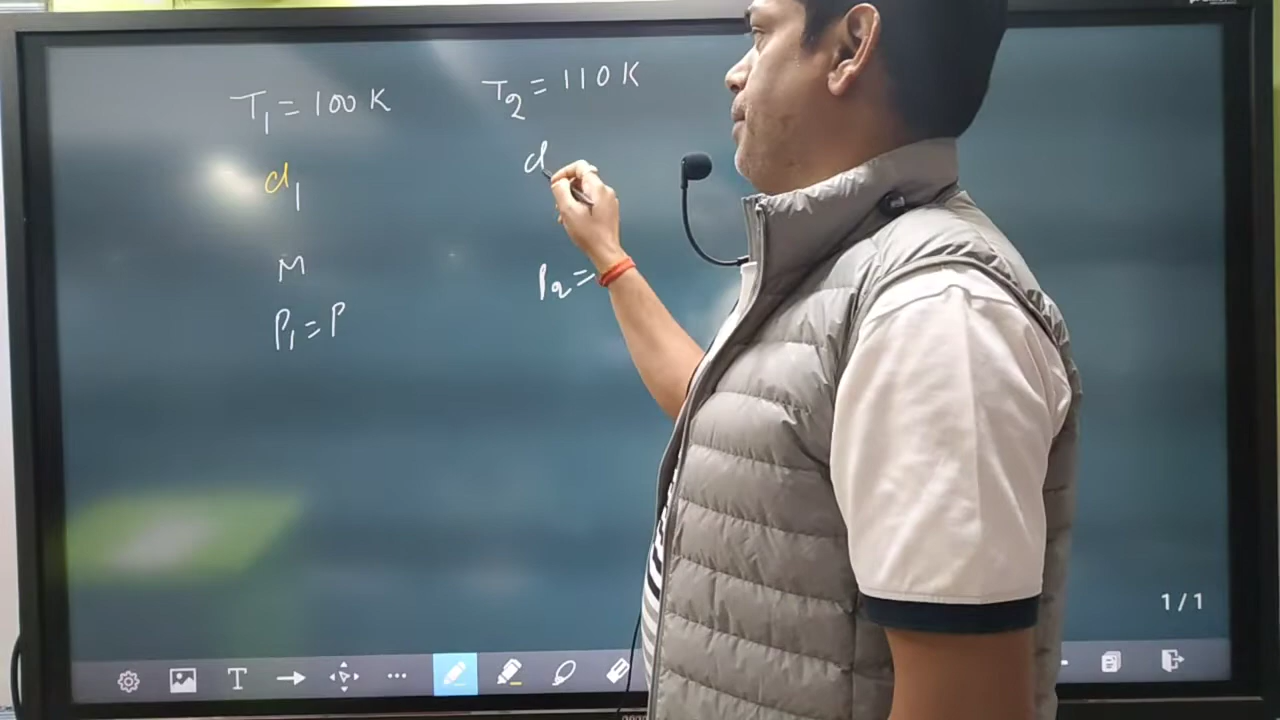 T₁ = 100 K
T₂ = 110 K
d₁
d
M
P₁ = P
P₂ =
1/1
T